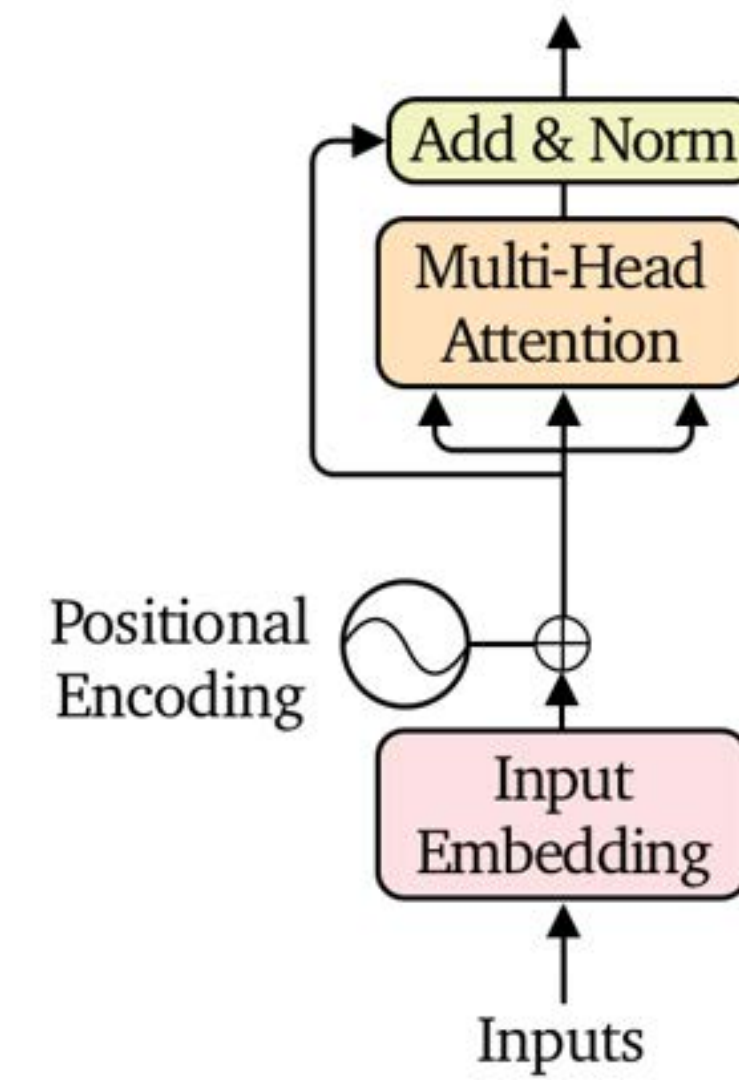 Add & Norm
Multi-Head
Attention
Positional
Encoding
Input
Embedding
Inputs